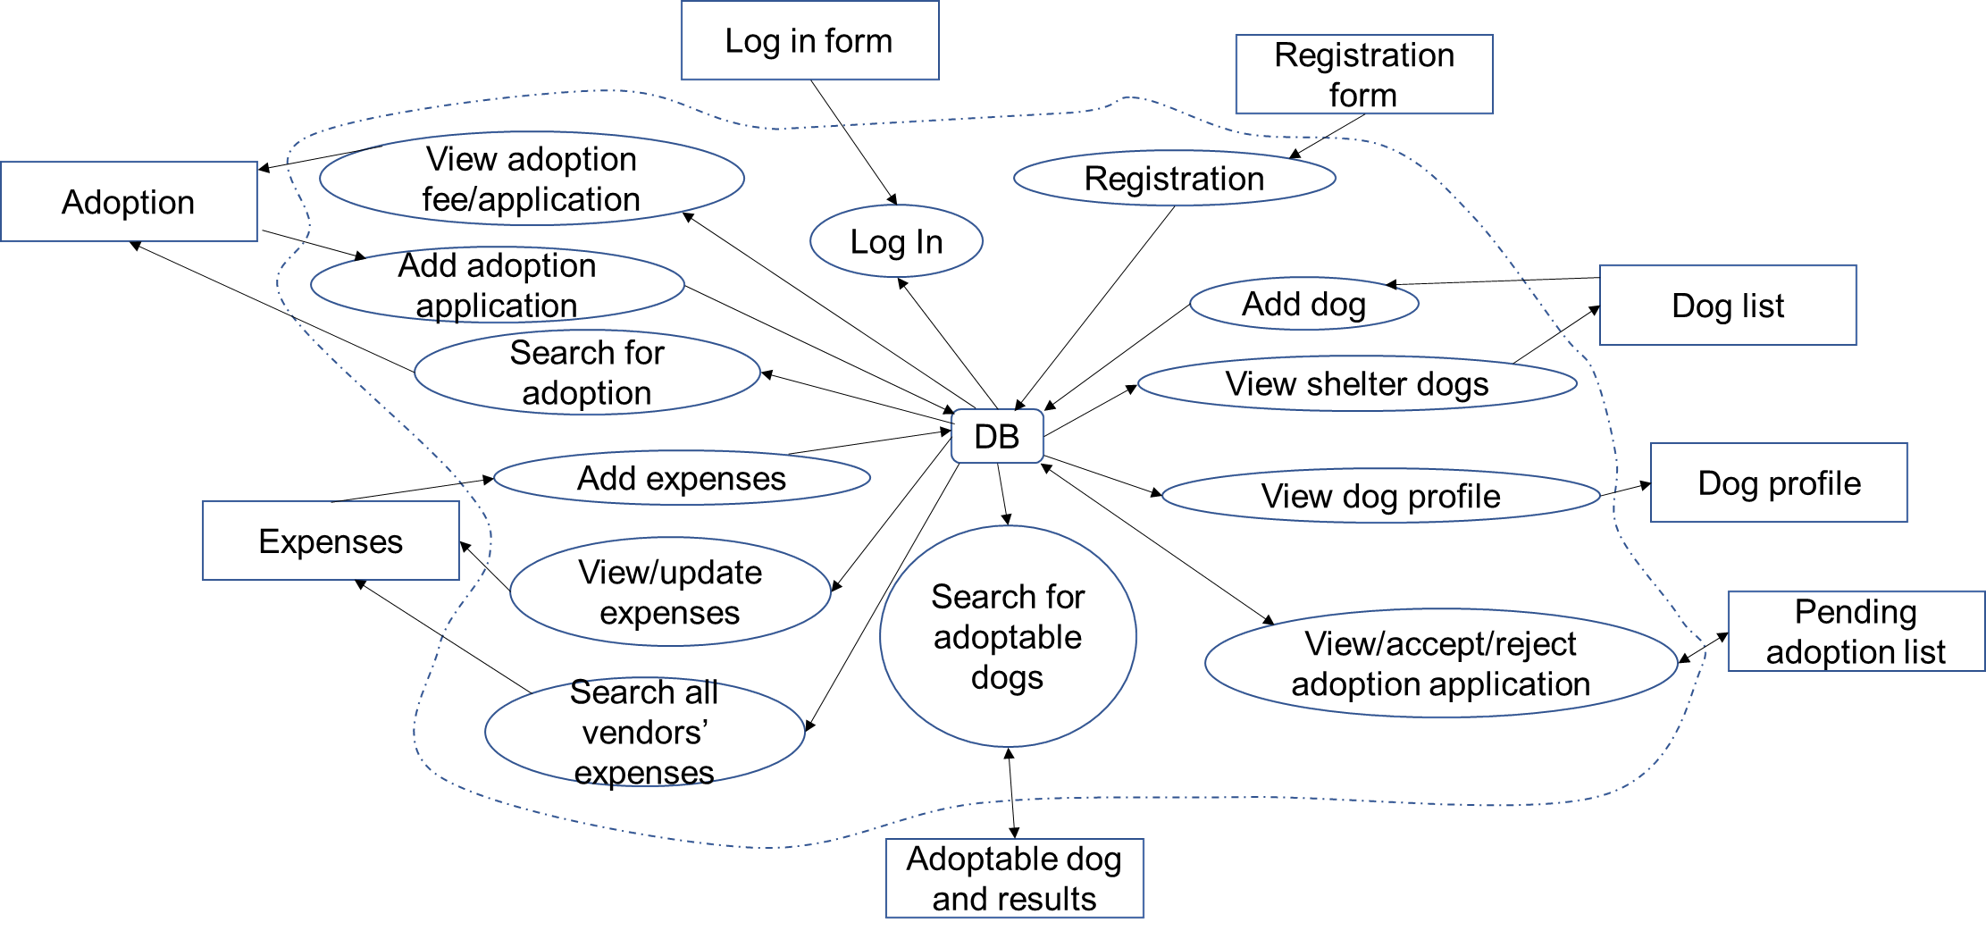 Log in form
Registration
form
View adoption
fee/application
Registration
Adoption
Log In
Add adoption
application
Add dog
Dog list
Search for
adoption
View shelter dogs
DB
Add expenses
View dog profile
Dog profile
Expenses
View/update
expenses
Search for
adoptable
dogs
View/accept/reject
adoption application
Pending
adoption list
Search all
vendors’
expenses
Adoptable dog
and results